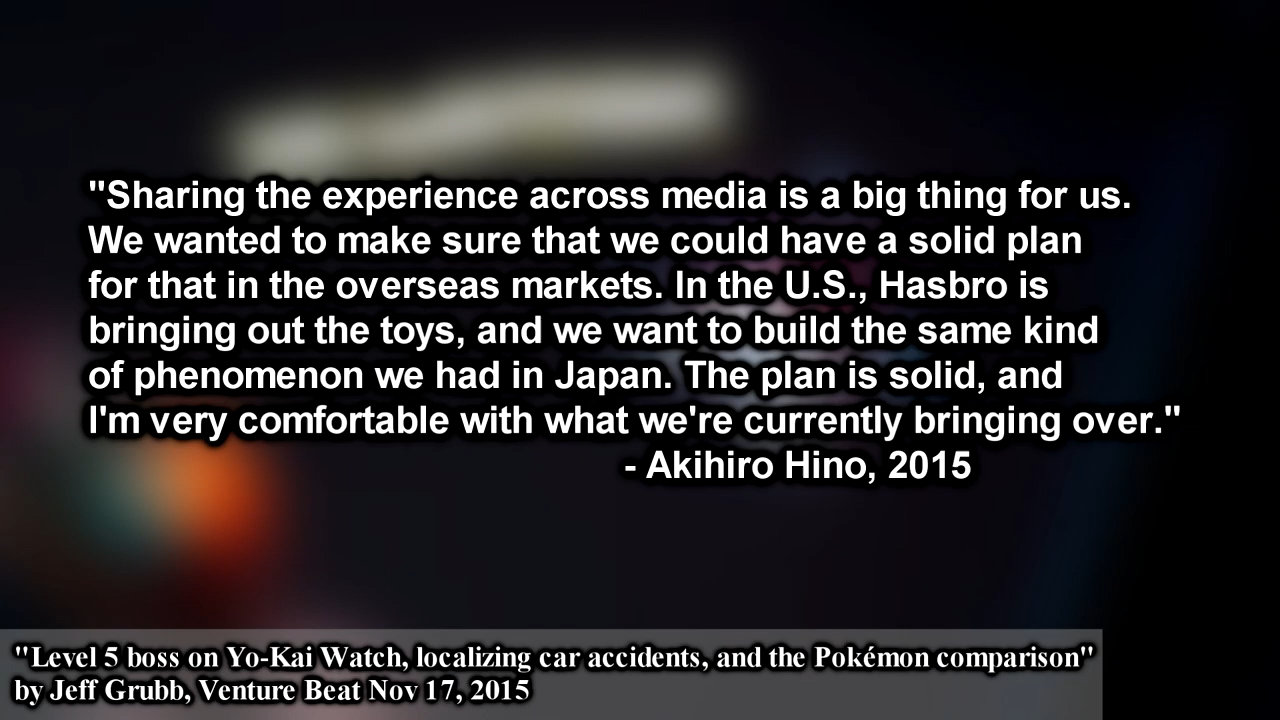 "Sharing the experience across media is a big thing for us.
We wanted to make sure that we could have a solid plan
for that in the overseas markets. In the U.S., Hasbro is
bringing out the toys, and we want to build the same kind
of phenomenon we had in Japan. The plan is solid, and
I'm very comfortable with what we're currently bringing over."
- Akihiro Hino, 2015
"Level 5 boss on Yo-Kai Watch, localizing car accidents, and the Pokémon comparison"
by Jeff Grubb, Venture Beat Nov 17, 2015